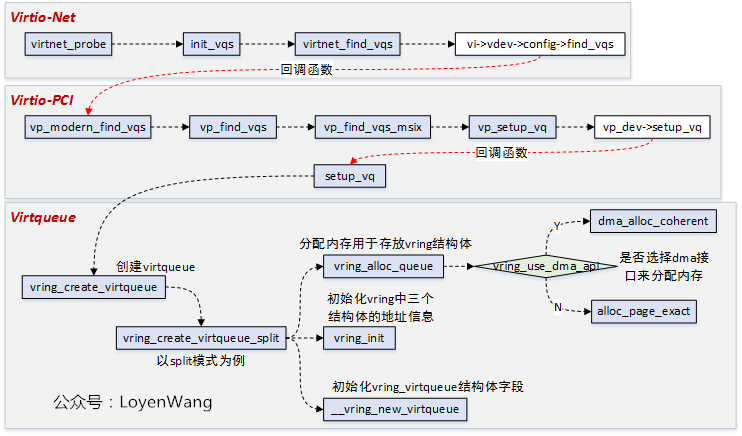 Virtio-Net
virtnet_probe
init_vqs
virtnet_find_vqs
vi->vdev->config->find_vqs
回调函数
Virtio-PCI
vp_modern_find_vqs
vp_find_vqs
vp_find_vqs_msix
vp_setup_vq
vp_dev->setup_vq
回调函数
setup_vq
Virtqueue
创建virtqueue
vring_create_virtqueue
vring_create_virtqueue_split
以split模式为例
分配内存用于存放vring结构体
vring_alloc_queue
vring_use_dma_api
Y
dma_alloc_coherent
是否选择dma接
口来分配内存
N
alloc_page_exact
初始化vring中三个
结构体的地址信息
vring_init
初始化vring_virtqueue结构体字段
__vring_new_virtqueue
公众号：LoyenWang